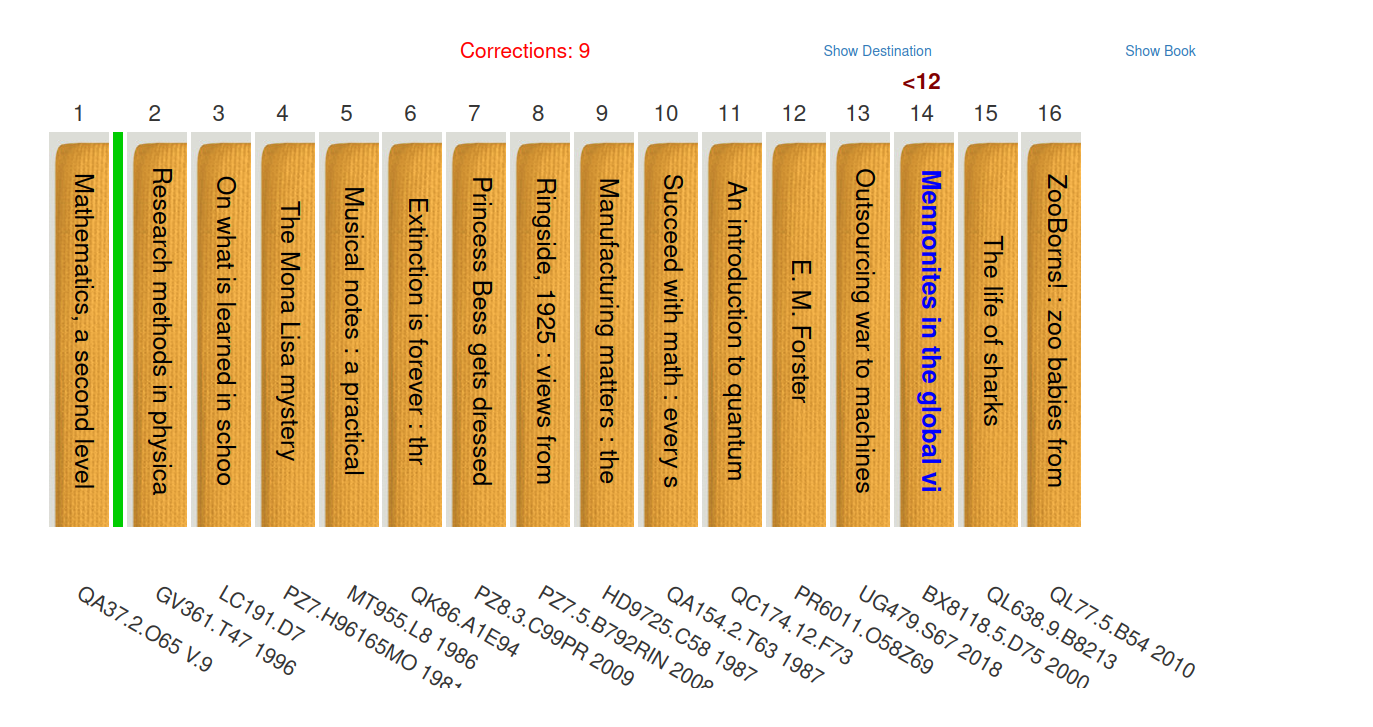 Corrections: 9
Show Destination
Show Book
<12
1 2 3 4 5 6 7 8 9 10 11 12 13 14 15 16
Mathematics, a second level
Research methods in physica
On what is learned in schoo
The Mona Lisa mystery
Musical notes : a practical
Extinction is forever : thr
Princess Bess gets dressed
Ringside, 1925 : views from
Manufacturing matters : the
Succeed with math : every s
An introduction to quantum
E. M. Forster
Outsourcing war to machines
Mennonites in the global vi
The life of sharks
ZooBorns! : zoo babies from
QA37.2.O65 V.9
GV361.T47 1996
LC191.D7
PZ7.H96165MO 1981
MT955.L8 1986
QK86.A1E94
PZ8.3.C99PR 2009
PZ7.5.B792RIN 2008
HD9725.C58 1987
QA154.2.T63 1987
QC174.12.F73
PR6011.O58Z69
UG479.S67 2018
BX8118.5.D75 2000
QL638.9.B8213
QL77.5.B54 2010